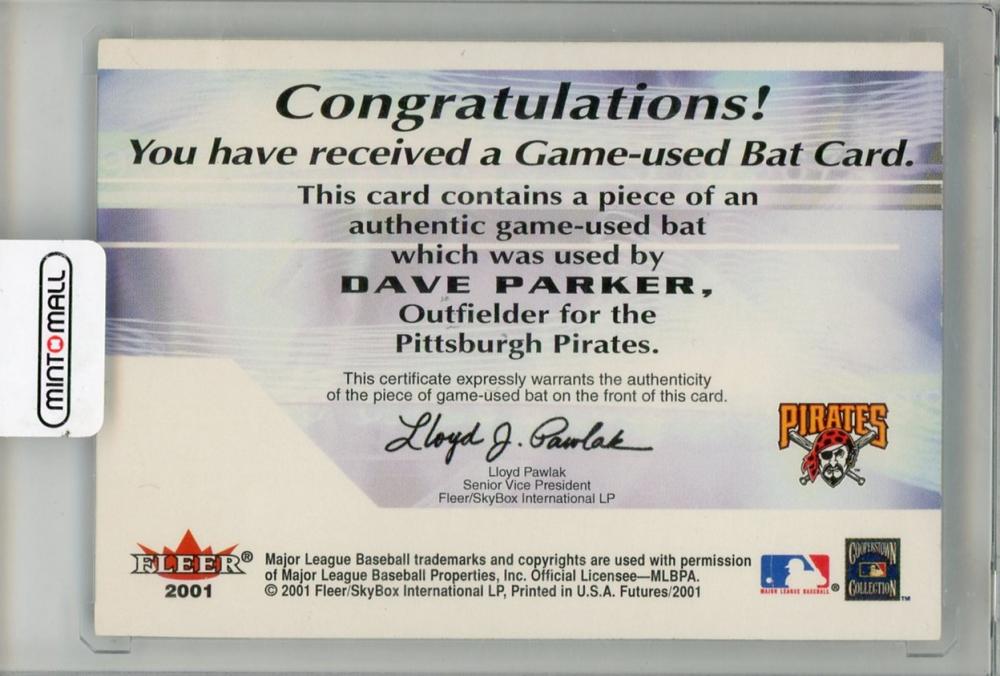 Congratulations!
You have received a Game-used Bat Card.
This card contains a piece of an
authentic game-used bat
which was used by
DAVE PARKER,
Outfielder for the
Pittsburgh Pirates.
This certificate expressly warrants the authenticity
of the piece of game-used bat on the front of this card.
Lloyd J. Pawlak
Lloyd Pawlak
Senior Vice President
Fleer/SkyBox International LP
PIRATES
MINTOMALL
FLEER®
2001
Major League Baseball trademarks and copyrights are used with permission
of Major League Baseball Properties, Inc. Official Licensee—MLBPA.
© 2001 Fleer/SkyBox International LP, Printed in U.S.A. Futures/2001
MAJOR LEAGUE BASEBALL ®
COOPERSTOWN
COLLECTION TM